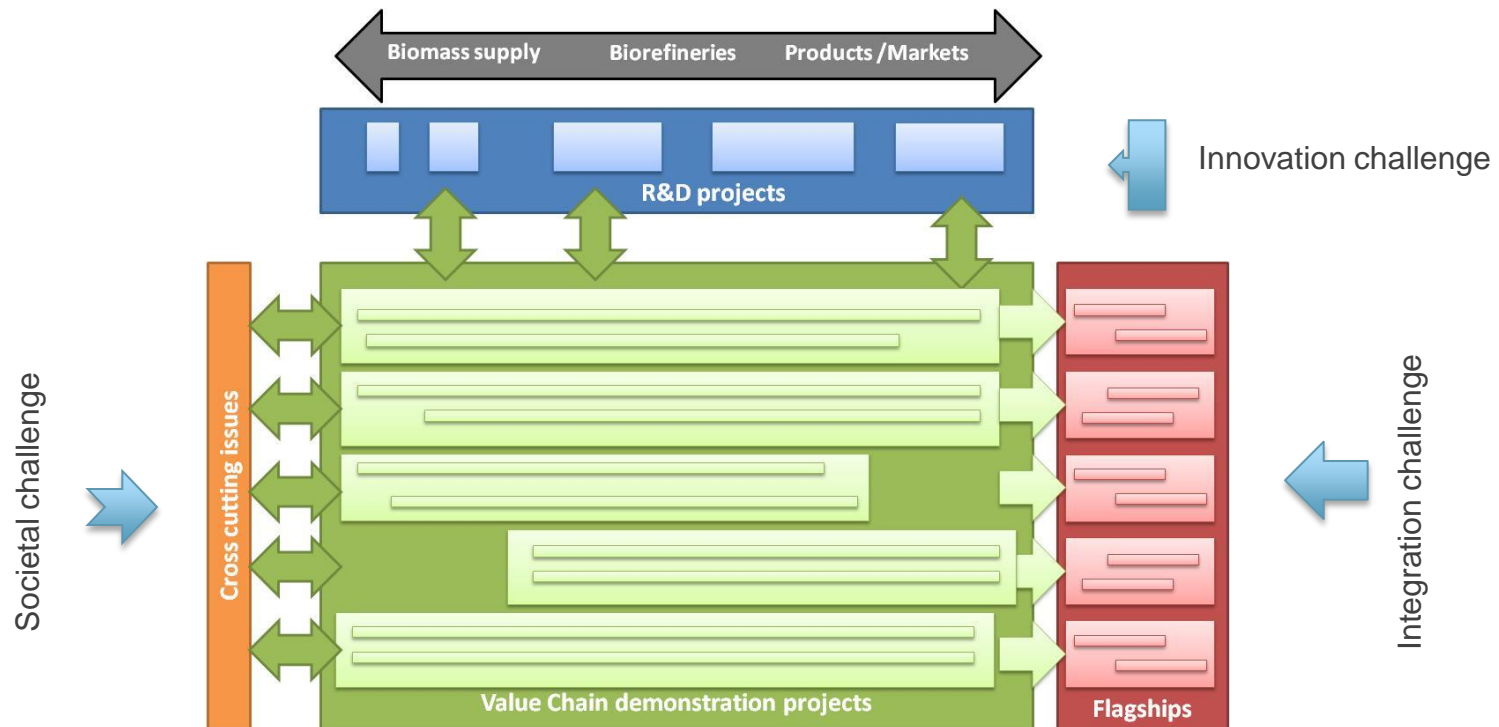 Biomass supply Biorefineries Products /Markets
R&D projects
Innovation challenge
Societal challenge
Cross cutting issues
Integration challenge
Value Chain demonstration projects
Flagships